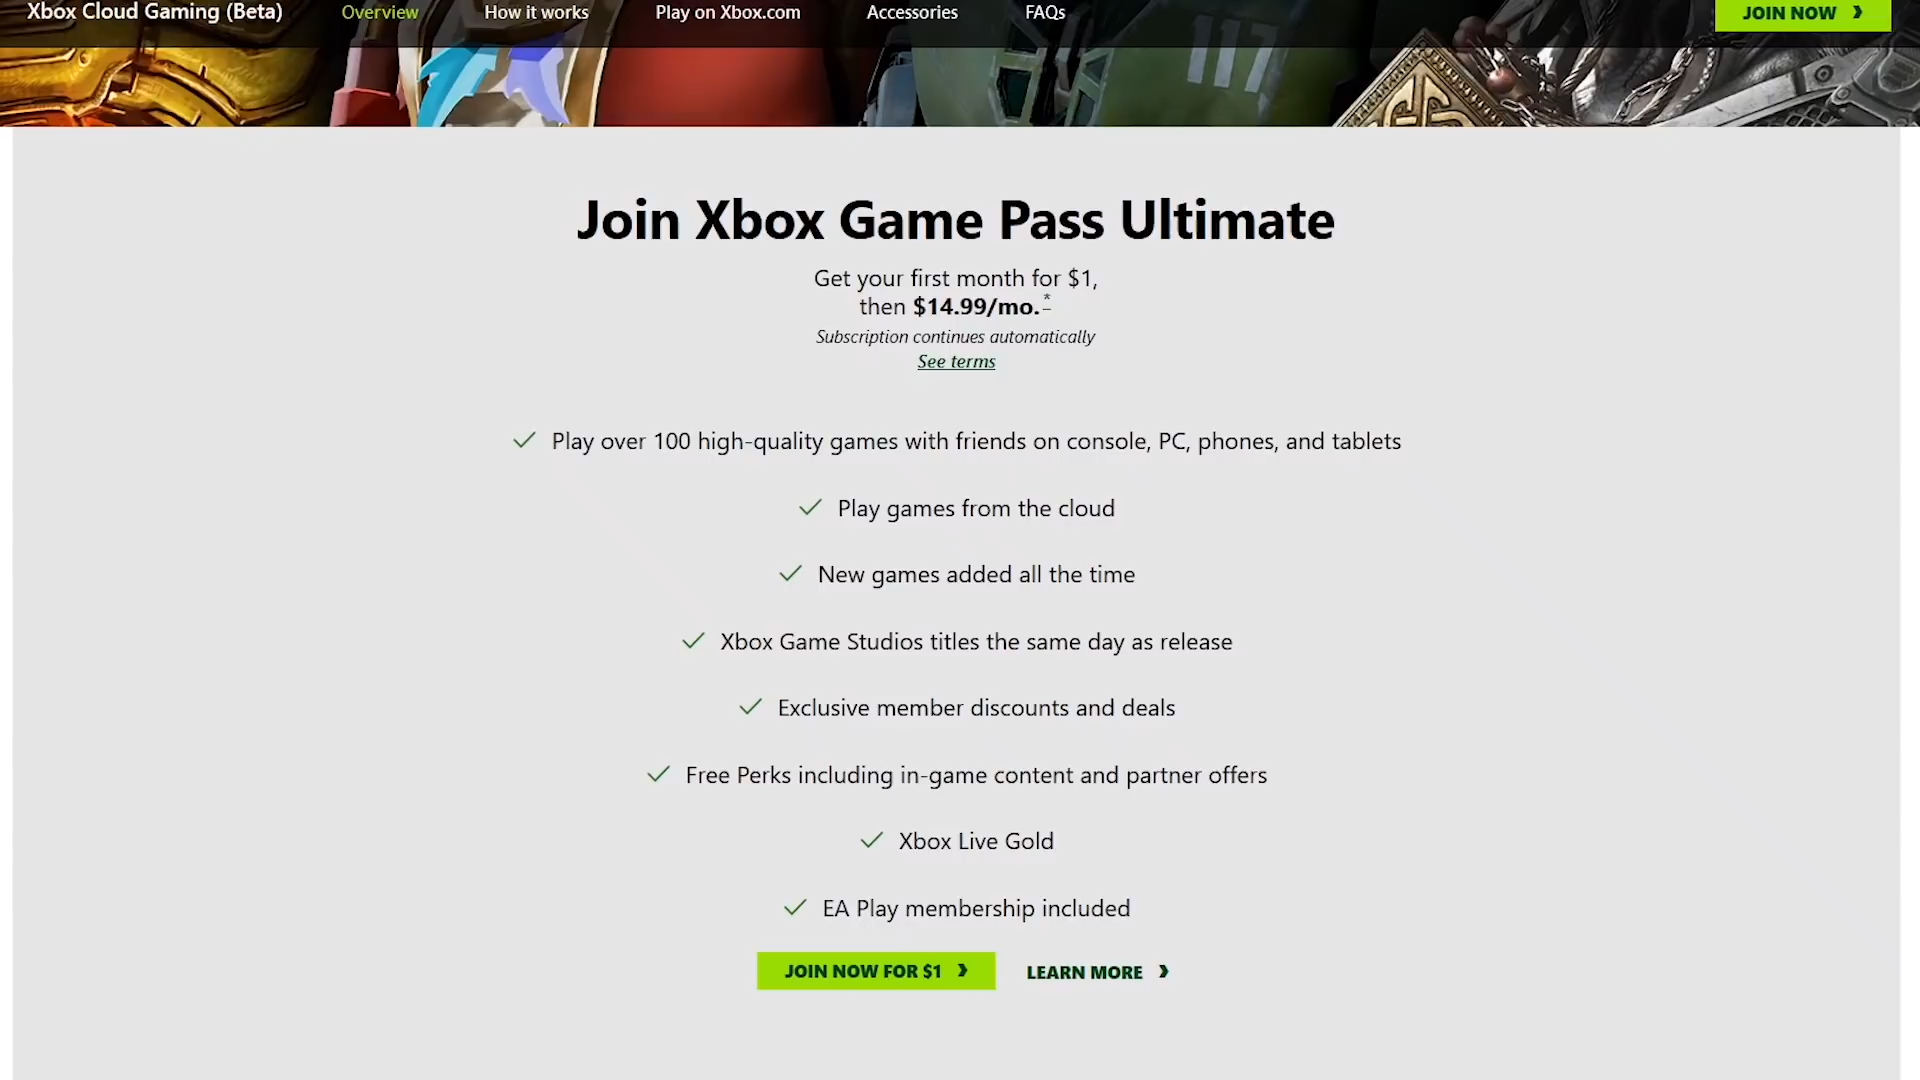 Xbox Cloud Gaming (Beta) Overview How it works Play on Xbox.com Accessories FAQs JOIN NOW
117
Join Xbox Game Pass Ultimate
Get your first month for $1,
then $14.99/mo.*
Subscription continues automatically
See terms
Play over 100 high-quality games with friends on console, PC, phones, and tablets
Play games from the cloud
New games added all the time
Xbox Game Studios titles the same day as release
Exclusive member discounts and deals
Free Perks including in-game content and partner offers
Xbox Live Gold
EA Play membership included
JOIN NOW FOR $1 LEARN MORE